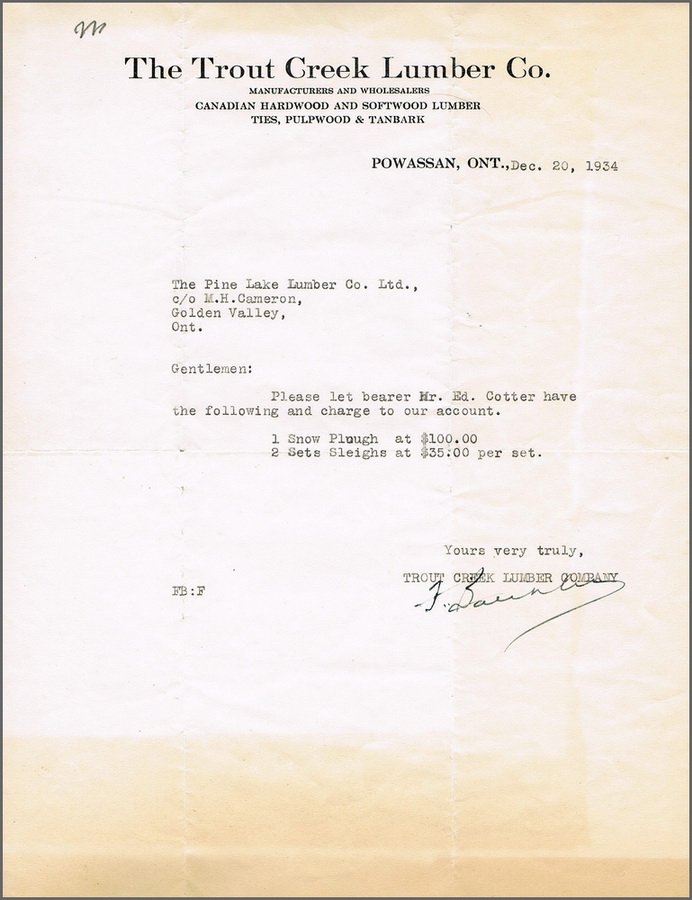 The Trout Creek Lumber Co.
MANUFACTURERS AND WHOLESALERS
CANADIAN HARDWOOD AND SOFTWOOD LUMBER
TIES, PULPWOOD & TANBARK
POWASSAN, ONT., Dec. 20, 1934
The Pine Lake Lumber Co. Ltd.,
c/o M.H.Cameron,
Golden Valley,
Ont.
Gentlemen:
Please let bearer Mr. Ed. Cotter have
the following and charge to our account.
1 Snow Plough at $100.00
2 Sets Sleighs at $35.00 per set.
Yours very truly,
TROUT CREEK LUMBER COMPANY
FB:F